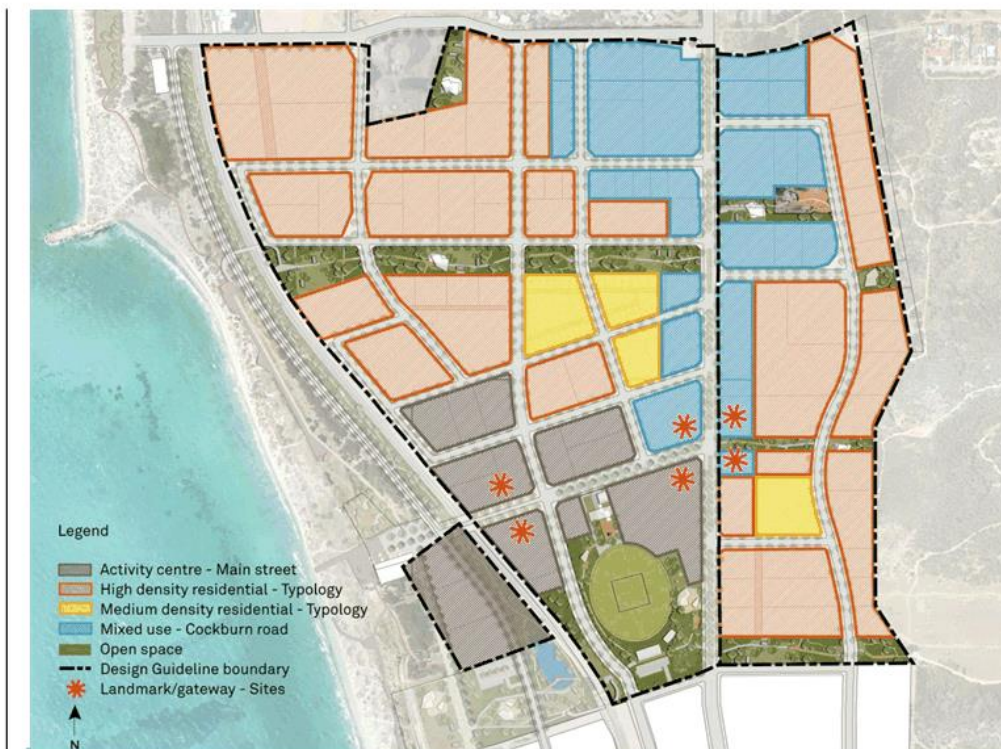 Legend
Activity centre - Main street
High density residential - Typology
Medium density residential - Typology
Mixed use - Cockburn road
Open space
Design Guideline boundary
Landmark/gateway - Sites
N